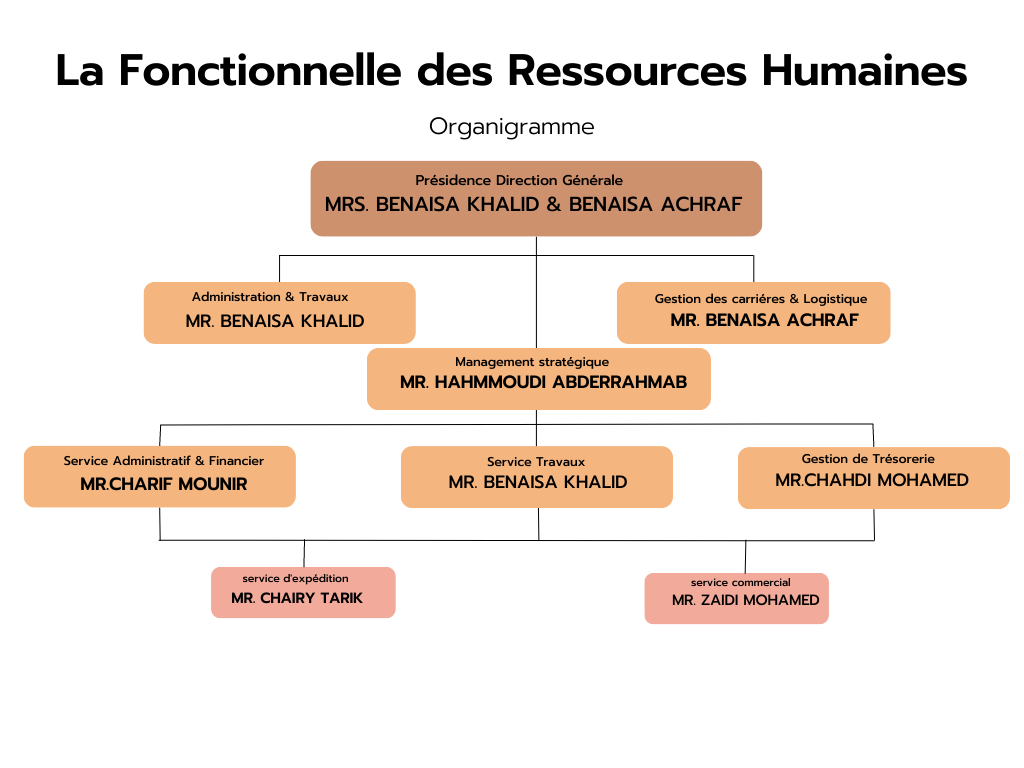 La Fonctionnelle des Ressources Humaines
Organigramme
Présidence Direction Générale
MRS. BENAISA KHALID & BENAISA ACHRAF
Administration & Travaux
MR. BENAISA KHALID
Gestion des carriéres & Logistique
MR. BENAISA ACHRAF
Management stratégique
MR. HAHMMOUDI ABDERRAHMAB
Service Administratif & Financier
MR.CHARIF MOUNIR
Service Travaux
MR. BENAISA KHALID
Gestion de Trésorerie
MR.CHAHDI MOHAMED
service d'expédition
MR. CHAIRY TARIK
service commercial
MR. ZAIDI MOHAMED